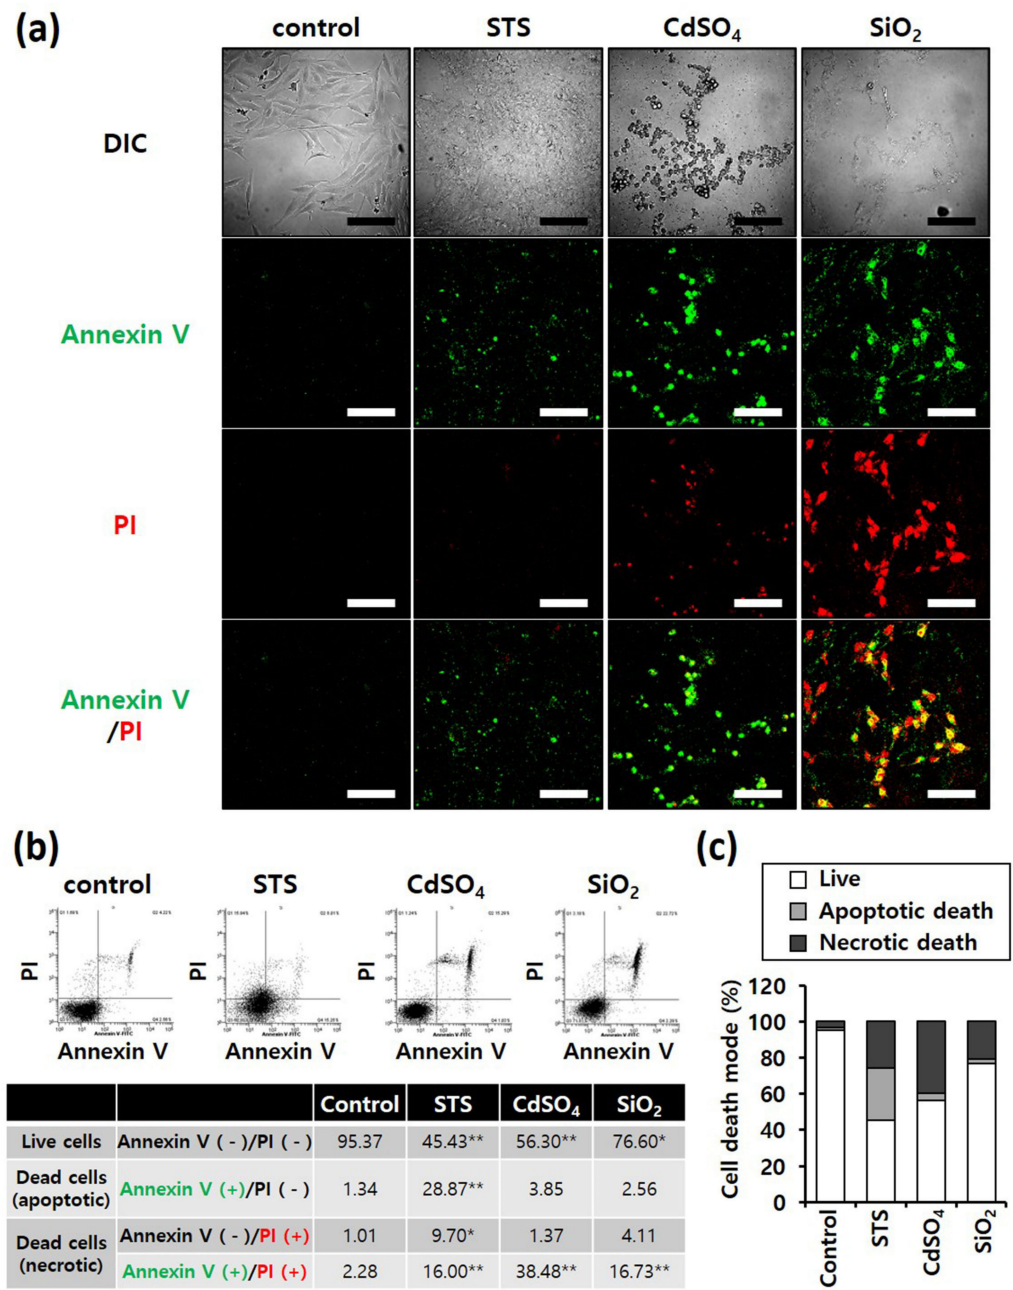 (a)
control STS CdSO4 SiO2
DIC
Annexin V
PI
Annexin V
/PI
(b)
control STS CdSO4 SiO2
PI PI PI PI
Annexin V Annexin V Annexin V Annexin V
Control STS CdSO4 SiO2
Live cells Annexin V ( - )/PI ( - ) 95.37 45.43** 56.30** 76.60*
Dead cells
(apoptotic) Annexin V (+)/PI ( - ) 1.34 28.87** 3.85 2.56
Dead cells
(necrotic) Annexin V ( - )/PI (+) 1.01 9.70* 1.37 4.11
Annexin V (+)/PI (+) 2.28 16.00** 38.48** 16.73**
(c)
Live
Apoptotic death
Necrotic death
Cell death mode (%)
120
100
80
60
40
20
0
Control STS CdSO4 SiO2